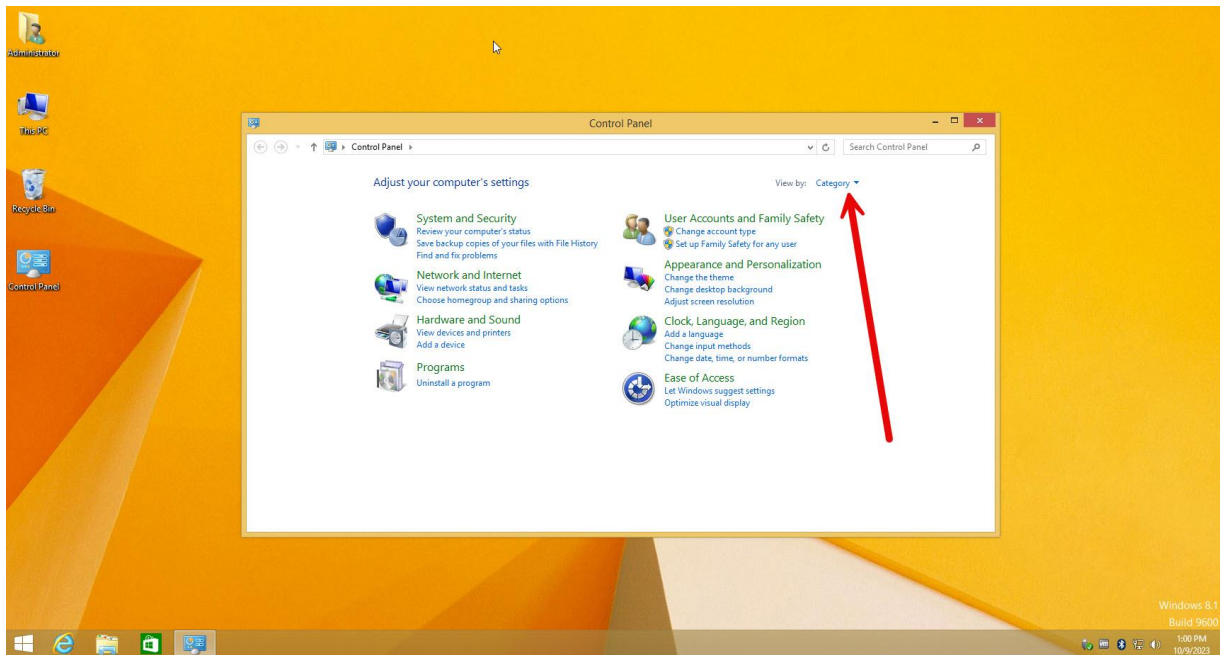 Administrator
This PC
Recycle Bin
Control Panel
Control Panel
Control Panel
Search Control Panel
Adjust your computer's settings
View by: Category
System and Security
Review your computer's status
Save backup copies of your files with File History
Find and fix problems
Network and Internet
View network status and tasks
Choose homegroup and sharing options
Hardware and Sound
View devices and printers
Add a device
Programs
Uninstall a program
User Accounts and Family Safety
Change account type
Set up Family Safety for any user
Appearance and Personalization
Change the theme
Change desktop background
Adjust screen resolution
Clock, Language, and Region
Add a language
Change input methods
Change date, time, or number formats
Ease of Access
Let Windows suggest settings
Optimize visual display
Windows 8.1
Build 9600
1:00 PM
10/9/2023